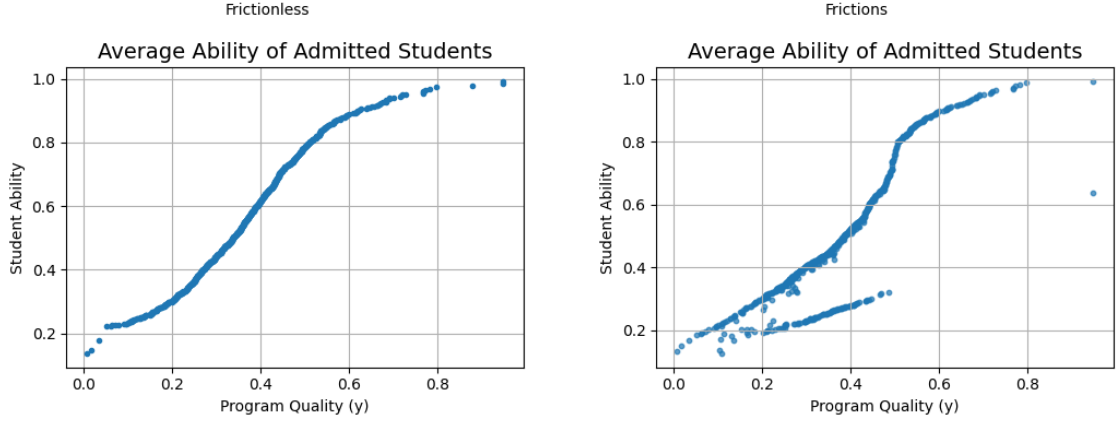 Frictionless
Average Ability of Admitted Students
Student Ability
1.0
0.8
0.6
0.4
0.2
0.0 0.2 0.4 0.6 0.8
Program Quality (y)
Frictions
Average Ability of Admitted Students
Student Ability
1.0
0.8
0.6
0.4
0.2
0.0 0.2 0.4 0.6 0.8
Program Quality (y)